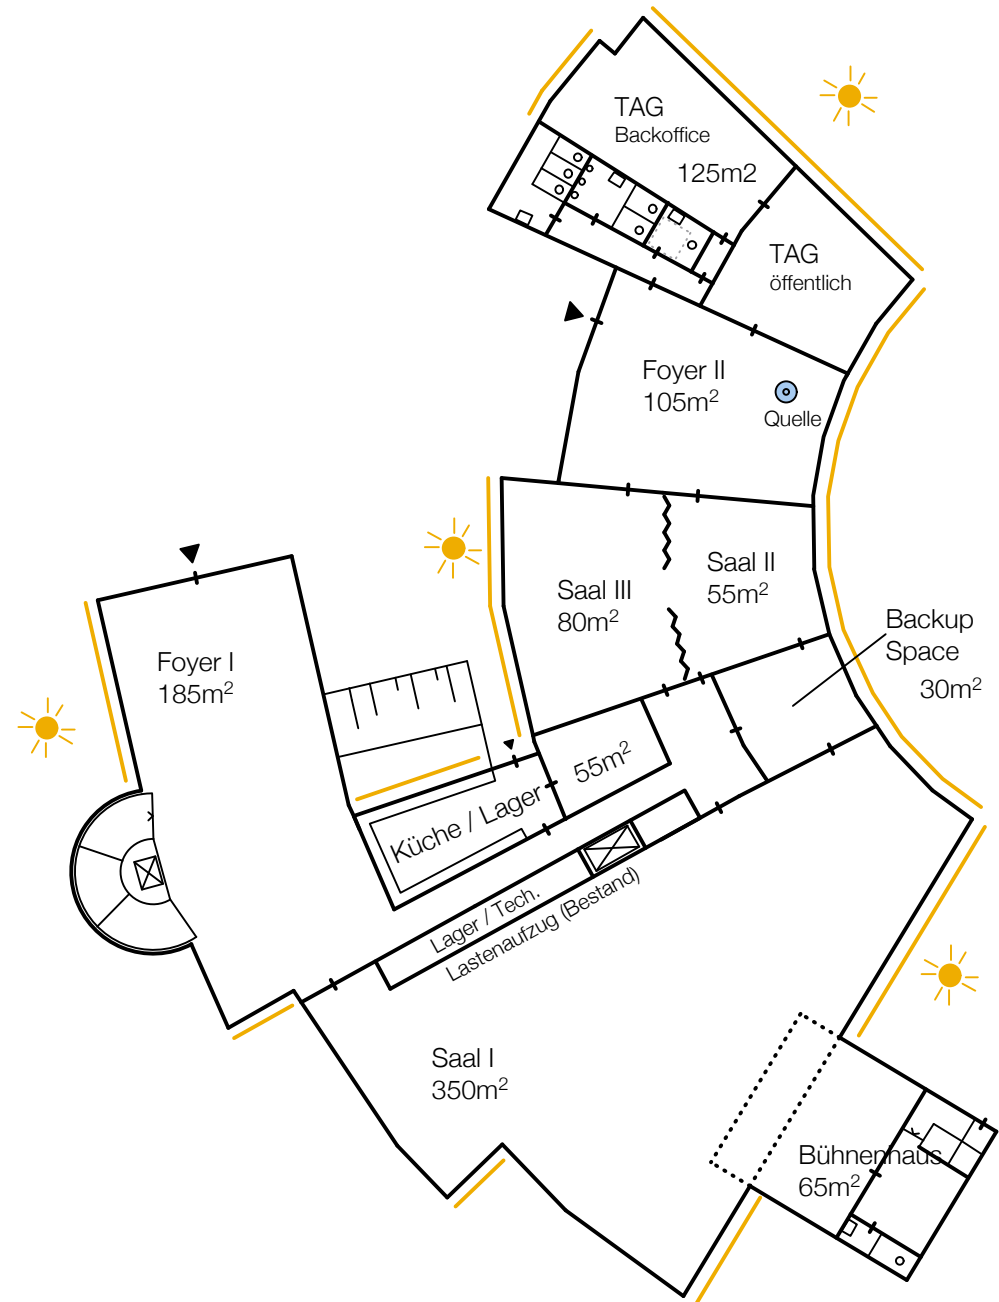 TAG
Backoffice
125m2
TAG
öffentlich
Foyer II
105m²
Quelle
Saal III
80m²
Saal II
55m²
Backup
Space
30m²
Foyer I
185m²
55m²
Küche / Lager
Lager / Tech.
Lastenaufzug (Bestand)
Saal I
350m²
Bühnenhaus
65m²